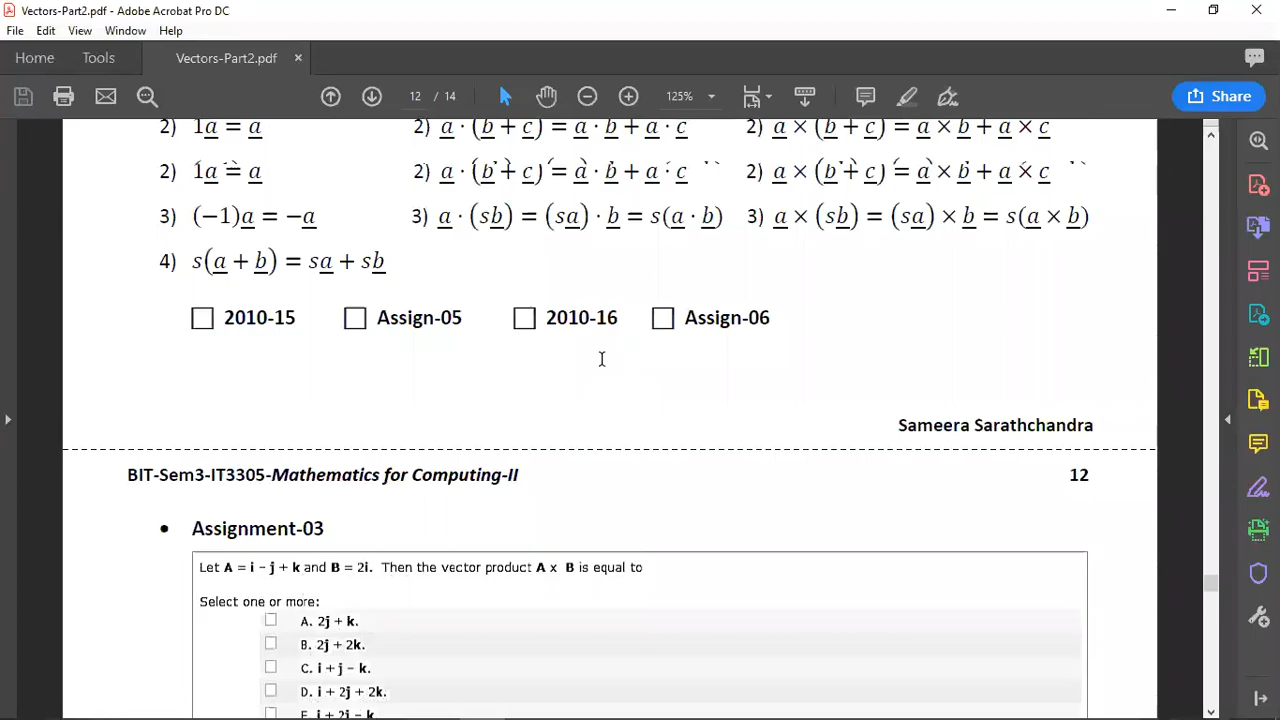 Vectors-Part2.pdf - Adobe Acrobat Pro DC
File Edit View Window Help
Home Tools Vectors-Part2.pdf ×
12 / 14 125% Share
2) 1a = a 2) a · (b + c) = a · b + a · c 2) a × (b + c) = a × b + a × c
2) 1a = a 2) a · (b + c) = a · b + a · c 2) a × (b + c) = a × b + a × c
3) (−1)a = −a 3) a · (sb) = (sa) · b = s(a · b) 3) a × (sb) = (sa) × b = s(a × b)
4) s(a + b) = sa + sb
2010-15 Assign-05 2010-16 Assign-06
Sameera Sarathchandra
BIT-Sem3-IT3305-Mathematics for Computing-II 12
• Assignment-03
Let A = i - j + k and B = 2i. Then the vector product A x B is equal to
Select one or more:
A. 2j + k.
B. 2j + 2k.
C. i + j - k.
D. i + 2j + 2k.
E. i + 2j - k